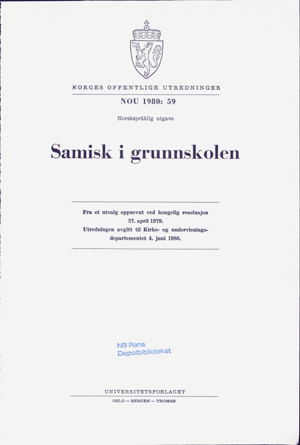 NORGES OFFENTLIGE UTREDNINGER
NOU 1980: 59
Norskspråklig utgave
Samisk i grunnskolen
Fra et utvalg oppnevnt ved kongelig resolusjon
27. april 1979.
Utredningen avgitt til Kirke- og undervisnings-
departementet 4. juni 1980.
NB Rana
Depotbiblioteket
UNIVERSITETSFORLAGET
OSLO — BERGEN — TROMSØ